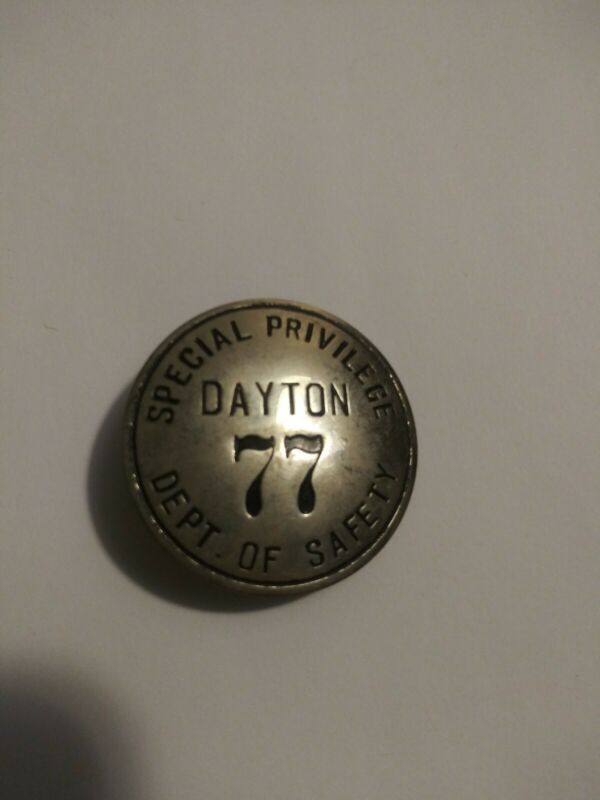 SPECIAL PRIVILEGE
DAYTON
77
DEPT. OF SAFETY